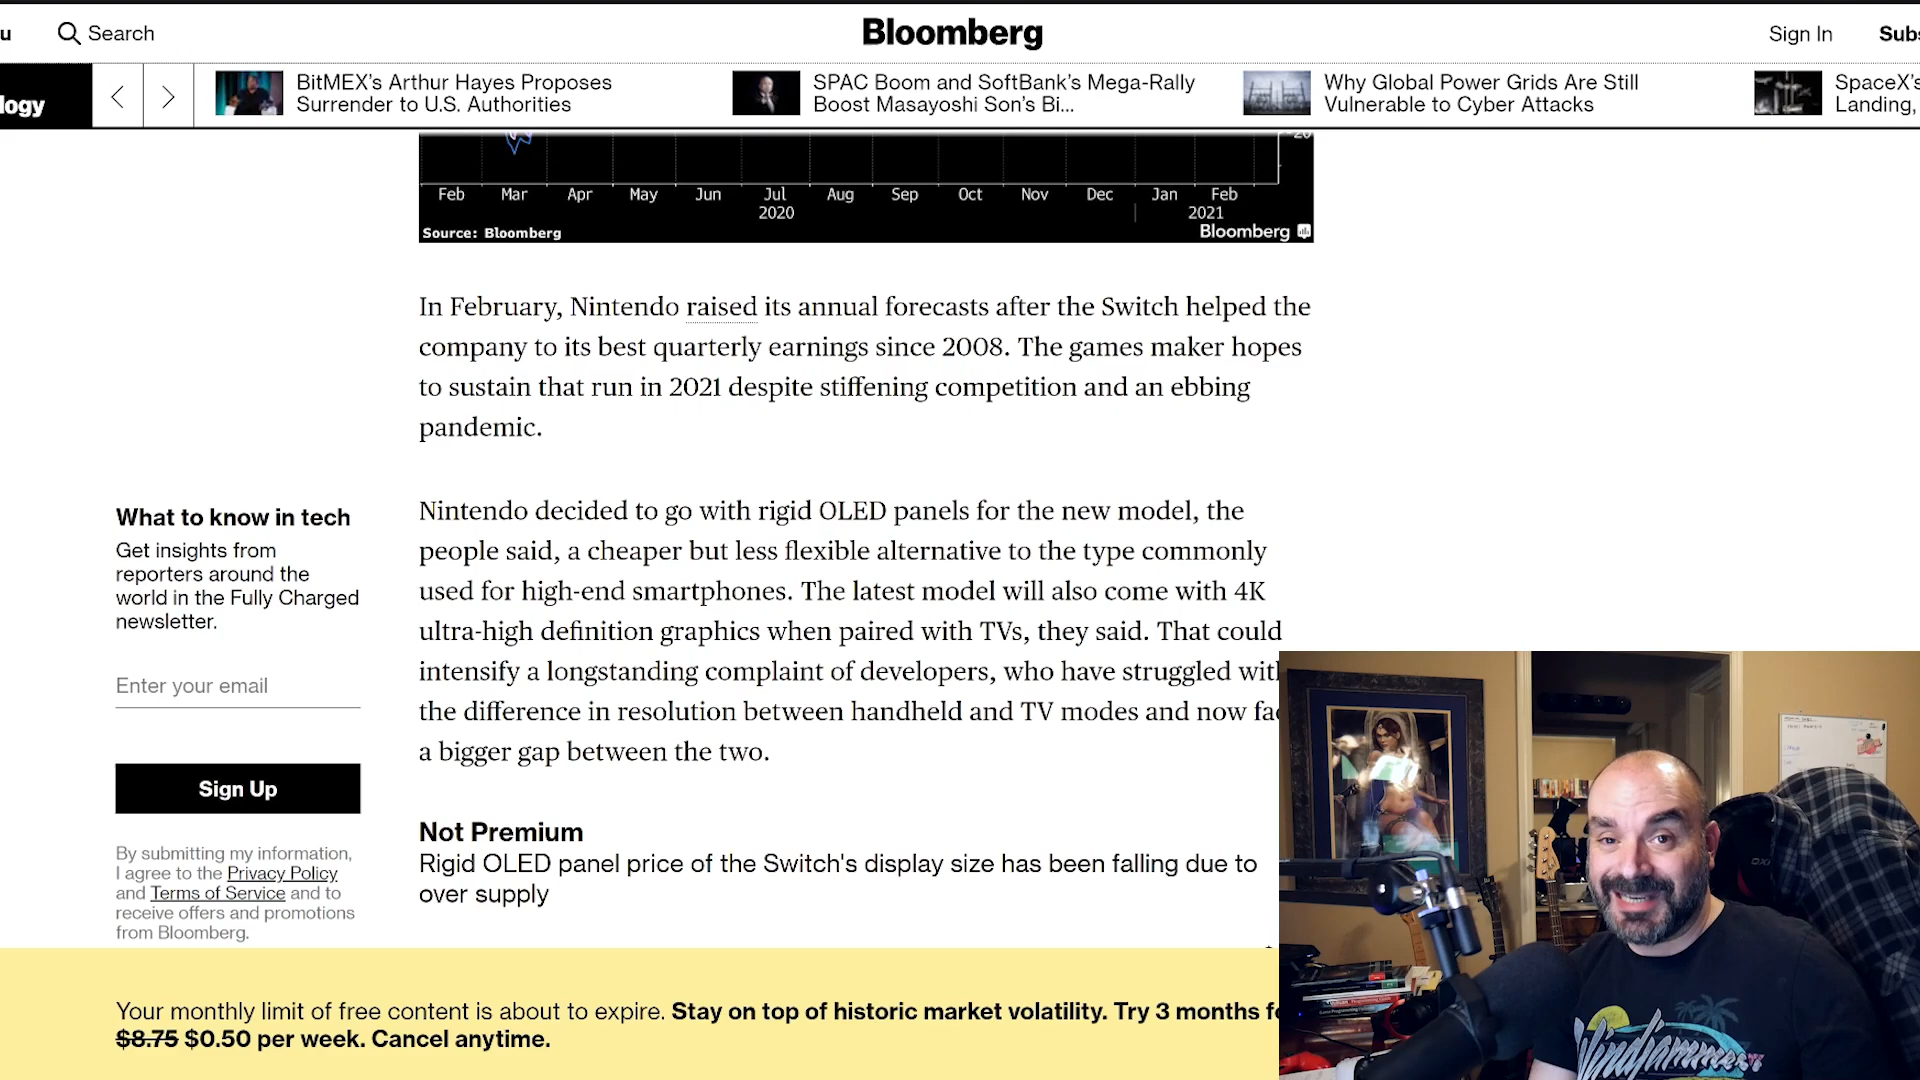 u
Search
Bloomberg
Sign In
Subs
logy
BitMEX's Arthur Hayes Proposes
Surrender to U.S. Authorities
SPAC Boom and SoftBank's Mega-Rally
Boost Masayoshi Son's Bi...
Why Global Power Grids Are Still
Vulnerable to Cyber Attacks
SpaceX's
Landing,
-20
Feb Mar Apr May Jun Jul Aug Sep Oct Nov Dec Jan Feb
2020 2021
Source: Bloomberg
Bloomberg
In February, Nintendo raised its annual forecasts after the Switch helped the
company to its best quarterly earnings since 2008. The games maker hopes
to sustain that run in 2021 despite stiffening competition and an ebbing
pandemic.
What to know in tech
Get insights from
reporters around the
world in the Fully Charged
newsletter.
Enter your email
Sign Up
By submitting my information,
I agree to the Privacy Policy
and Terms of Service and to
receive offers and promotions
from Bloomberg.
Nintendo decided to go with rigid OLED panels for the new model, the
people said, a cheaper but less flexible alternative to the type commonly
used for high-end smartphones. The latest model will also come with 4K
ultra-high definition graphics when paired with TVs, they said. That could
intensify a longstanding complaint of developers, who have struggled with
the difference in resolution between handheld and TV modes and now fac
a bigger gap between the two.
Not Premium
Rigid OLED panel price of the Switch's display size has been falling due to
over supply
Your monthly limit of free content is about to expire. Stay on top of historic market volatility. Try 3 months fo
$8.75 $0.50 per week. Cancel anytime.
Windjammers